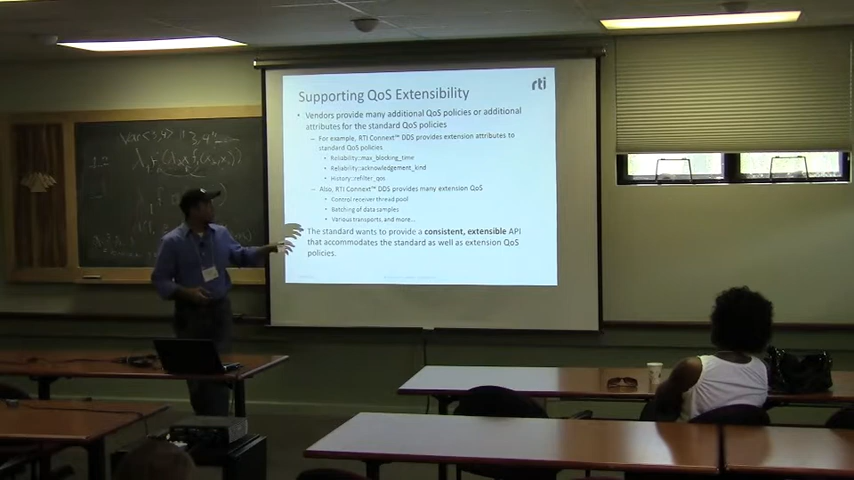 Supporting QoS Extensibility
rti
• Vendors provide many additional QoS policies or additional
attributes for the standard QoS policies
– For example, RTI Connext™ DDS provides extension attributes to
standard QoS policies
• Reliability::max_blocking_time
• Reliability::acknowledgement_kind
• History::refilter_qos
– Also, RTI Connext™ DDS provides many extension QoS
• Control receiver thread pool
• Batching of data samples
• Various transports, and more...
The standard wants to provide a consistent, extensible API
that accommodates the standard as well as extension QoS
policies.